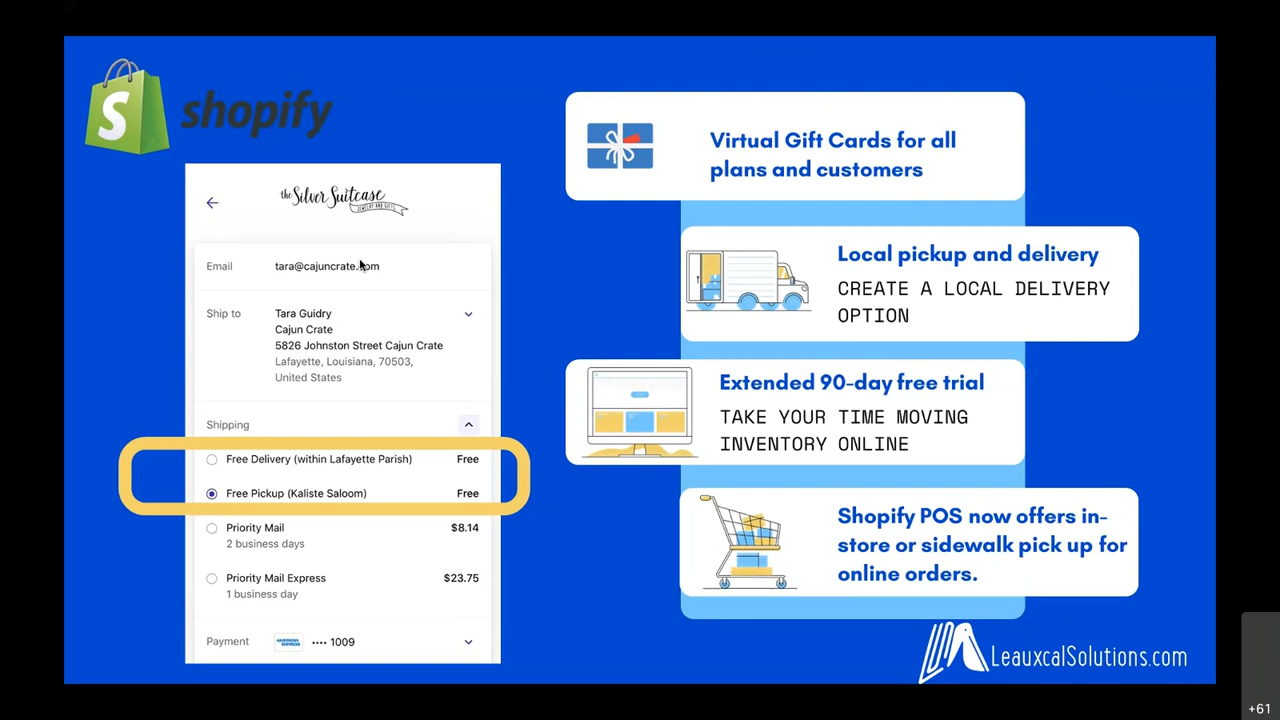 shopify
the Silver Suitcase
JEWELRY AND GIFTS
Email tara@cajuncrate.com
Ship to Tara Guidry
Cajun Crate
5826 Johnston Street Cajun Crate
Lafayette, Louisiana, 70503,
United States
Shipping
Free Delivery (within Lafayette Parish) Free
Free Pickup (Kaliste Saloom) Free
Priority Mail $8.14
2 business days
Priority Mail Express $23.75
1 business day
Payment AMERICAN EXPRESS •••• 1009
Virtual Gift Cards for all
plans and customers
Local pickup and delivery
CREATE A LOCAL DELIVERY
OPTION
Extended 90-day free trial
TAKE YOUR TIME MOVING
INVENTORY ONLINE
Shopify POS now offers in-
store or sidewalk pick up for
online orders.
LeauxcalSolutions.com
+61